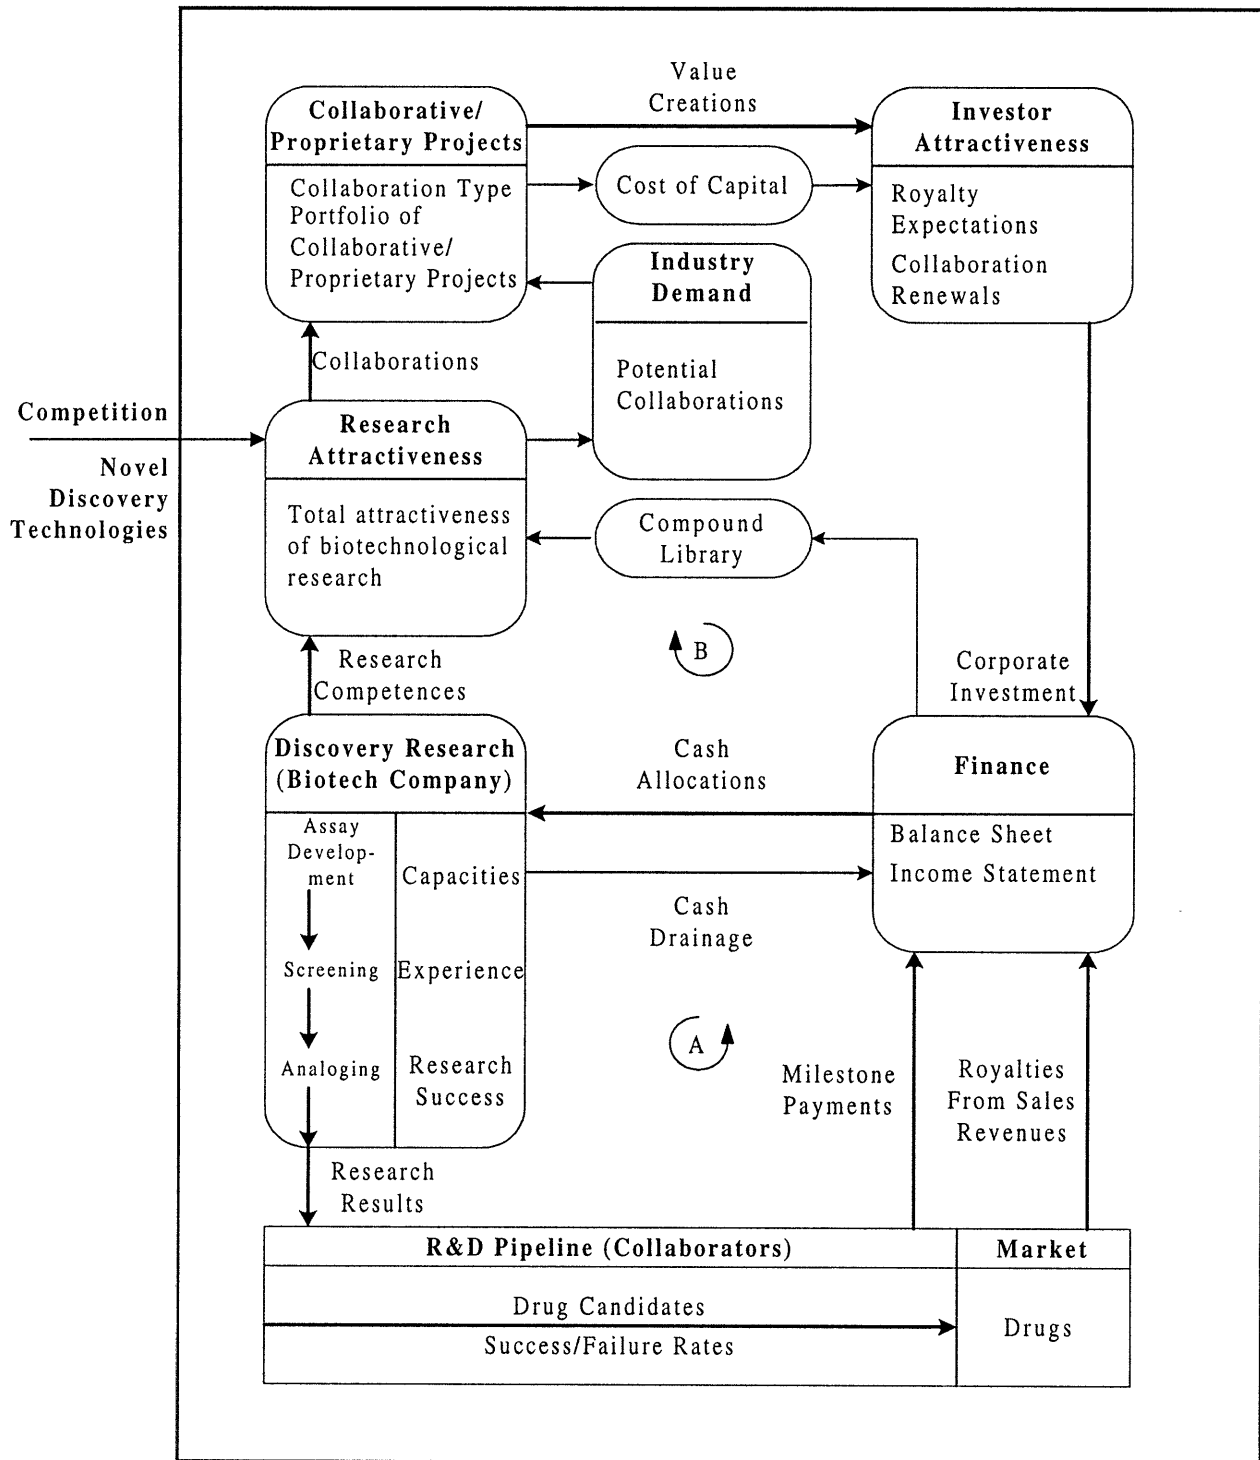 Value
Creations
Collaborative/
Proprietary Projects
Collaboration Type
Portfolio of
Collaborative/
Proprietary Projects
Cost of Capital
Investor
Attractiveness
Royalty
Expectations
Collaboration
Renewals
Industry
Demand
Potential
Collaborations
Collaborations
Competition
Novel
Discovery
Technologies
Research
Attractiveness
Total attractiveness
of biotechnological
research
Compound
Library
B
Research
Competences
Corporate
Investment
Discovery Research
(Biotech Company)
Assay
Develop-
ment
Screening
Analoging
Capacities
Experience
Research
Success
Cash
Allocations
Cash
Drainage
Finance
Balance Sheet
Income Statement
A
Milestone
Payments
Royalties
From Sales
Revenues
Research
Results
R&D Pipeline (Collaborators)
Market
Drug Candidates
Success/Failure Rates
Drugs